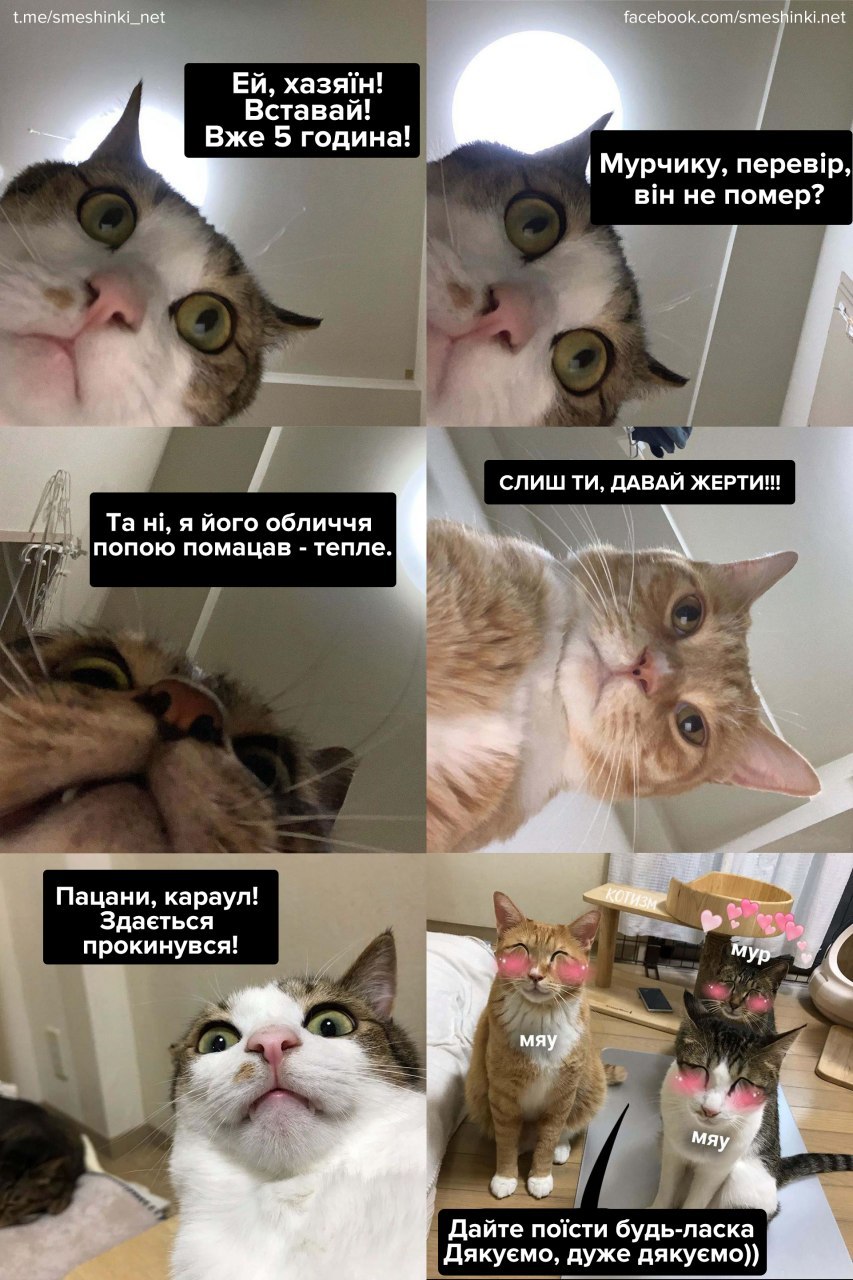 t.me/smeshinki_net
facebook.com/smeshinki.net
Ей, хазяїн!
Вставай!
Вже 5 година!
Мурчику, перевір,
він не помер?
Та ні, я його обличчя
попою помацав - тепле.
СЛИШ ТИ, ДАВАЙ ЖЕРТИ!!!
Пацани, караул!
Здається
прокинувся!
КОТИЗМ
мур
мяу
мяу
Дайте поїсти будь-ласка
Дякуємо, дуже дякуємо))